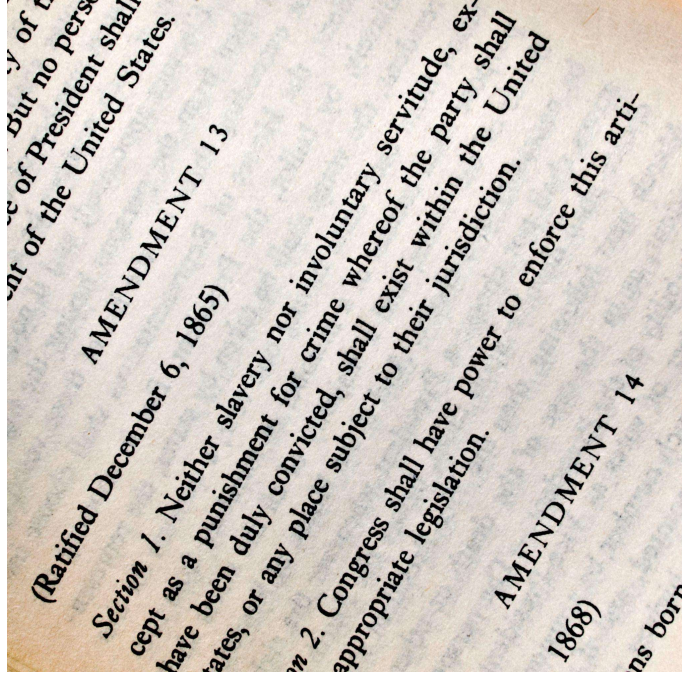 y of t
But no perso
e of President shall
nt of the United States.
AMENDMENT 13
(Ratified December 6, 1865)
Section 1. Neither slavery nor involuntary servitude, ex-
cept as a punishment for crime whereof the party shall
have been duly convicted, shall exist within the United
tates, or any place subject to their jurisdiction.
n 2. Congress shall have power to enforce this arti-
appropriate legislation.
AMENDMENT 14
1868)
ns born